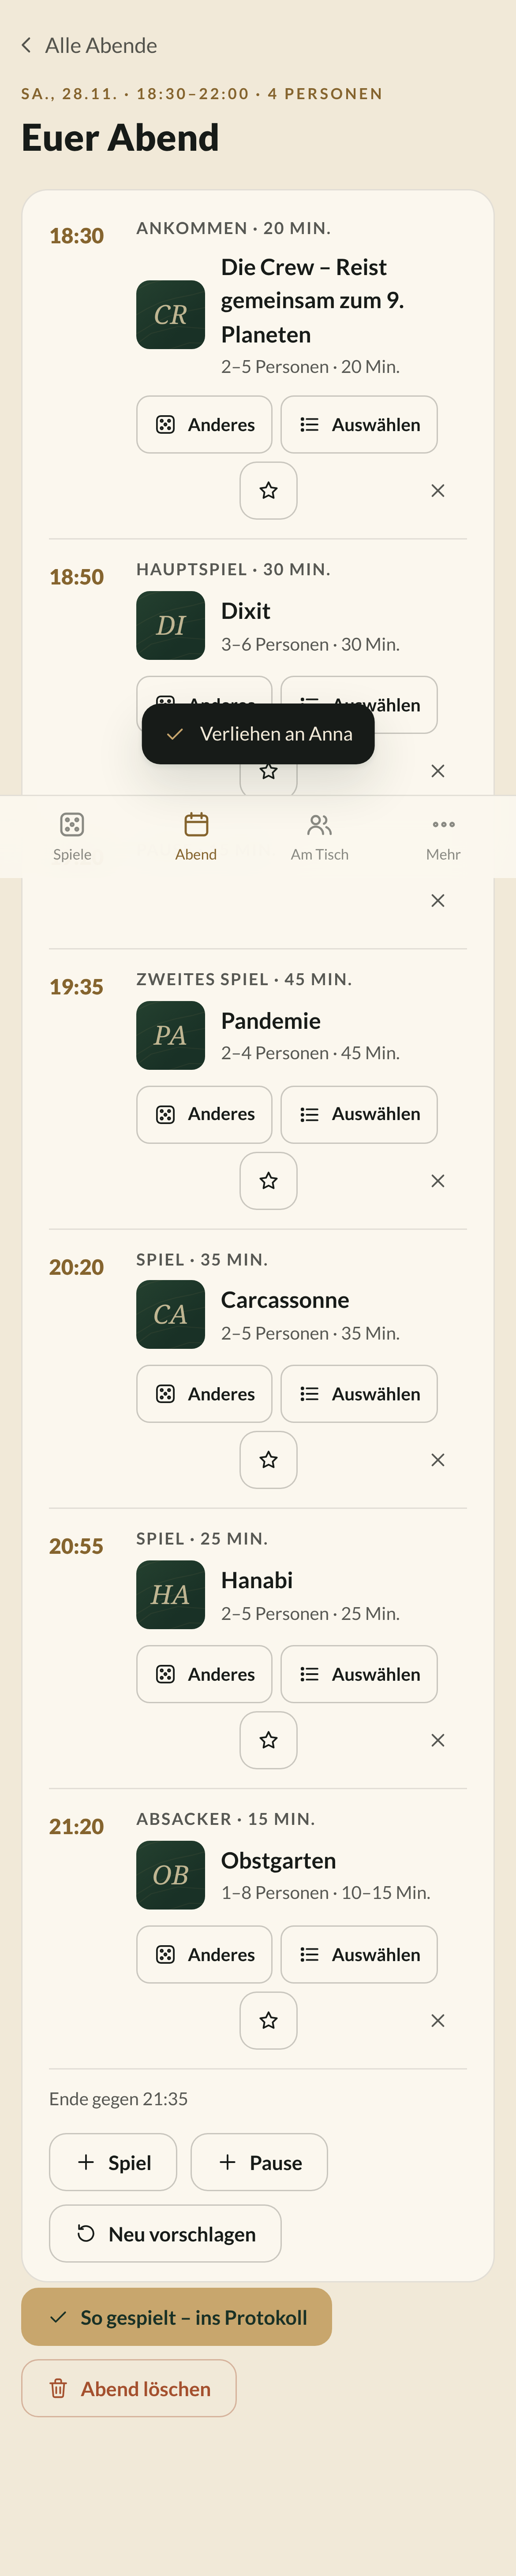 Alle Abende
SA., 28.11. · 18:30–22:00 · 4 PERSONEN
Euer Abend
18:30
ANKOMMEN · 20 MIN.
CR
Die Crew – Reist
gemeinsam zum 9.
Planeten
2–5 Personen · 20 Min.
Anderes
Auswählen
18:50
HAUPTSPIEL · 30 MIN.
DI
Dixit
3–6 Personen · 30 Min.
Anderes
Auswählen
Verliehen an Anna
Spiele
Abend
Am Tisch
Mehr
19:35
ZWEITES SPIEL · 45 MIN.
PA
Pandemie
2–4 Personen · 45 Min.
Anderes
Auswählen
20:20
SPIEL · 35 MIN.
CA
Carcassonne
2–5 Personen · 35 Min.
Anderes
Auswählen
20:55
SPIEL · 25 MIN.
HA
Hanabi
2–5 Personen · 25 Min.
Anderes
Auswählen
21:20
ABSACKER · 15 MIN.
OB
Obstgarten
1–8 Personen · 10–15 Min.
Anderes
Auswählen
Ende gegen 21:35
Spiel
Pause
Neu vorschlagen
So gespielt – ins Protokoll
Abend löschen